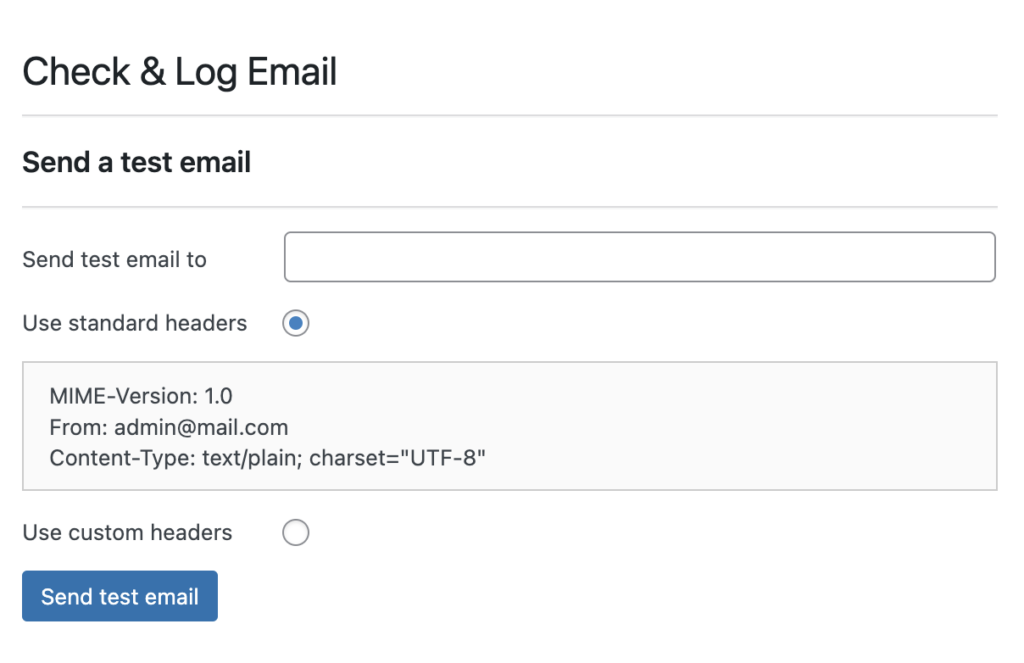 Check & Log Email
Send a test email
Send test email to
Use standard headers
MIME-Version: 1.0
From: admin@mail.com
Content-Type: text/plain; charset="UTF-8"
Use custom headers
Send test email